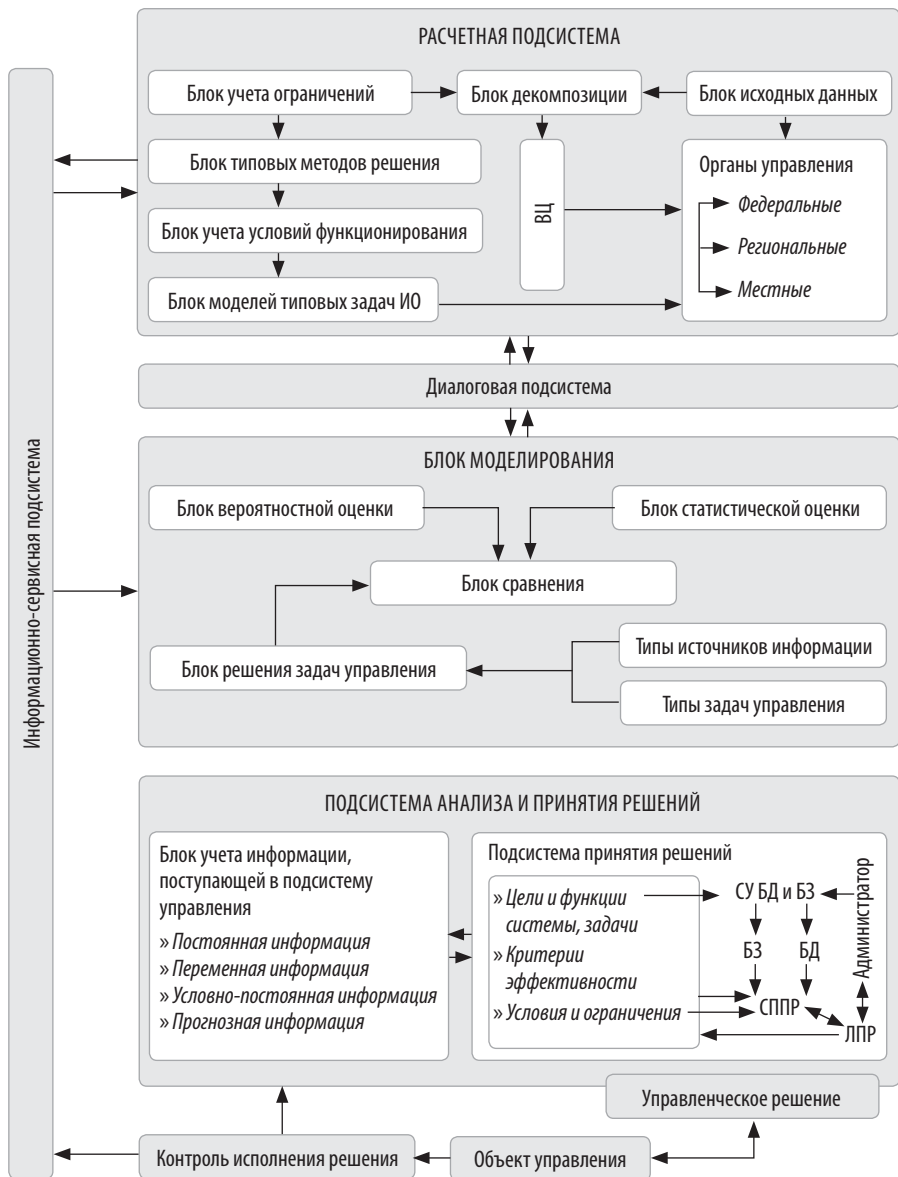 РАСЧЕТНАЯ ПОДСИСТЕМА
Блок учета ограничений
Блок декомпозиции
Блок исходных данных
Блок типовых методов решения
ВЦ
Органы управления
Федеральные
Региональные
Местные
Блок учета условий функционирования
Блок моделей типовых задач ИО
Диалоговая подсистема
Информационно-сервисная подсистема
БЛОК МОДЕЛИРОВАНИЯ
Блок вероятностной оценки
Блок статистической оценки
Блок сравнения
Блок решения задач управления
Типы источников информации
Типы задач управления
ПОДСИСТЕМА АНАЛИЗА И ПРИНЯТИЯ РЕШЕНИЙ
Блок учета информации,
поступающей в подсистему
управления
» Постоянная информация
» Переменная информация
» Условно-постоянная информация
» Прогнозная информация
Подсистема принятия решений
» Цели и функции
системы, задачи
» Критерии
эффективности
» Условия и ограничения
СУ БД и БЗ
БЗ
БД
СППР
Администратор
ЛПР
Управленческое решение
Контроль исполнения решения
Объект управления